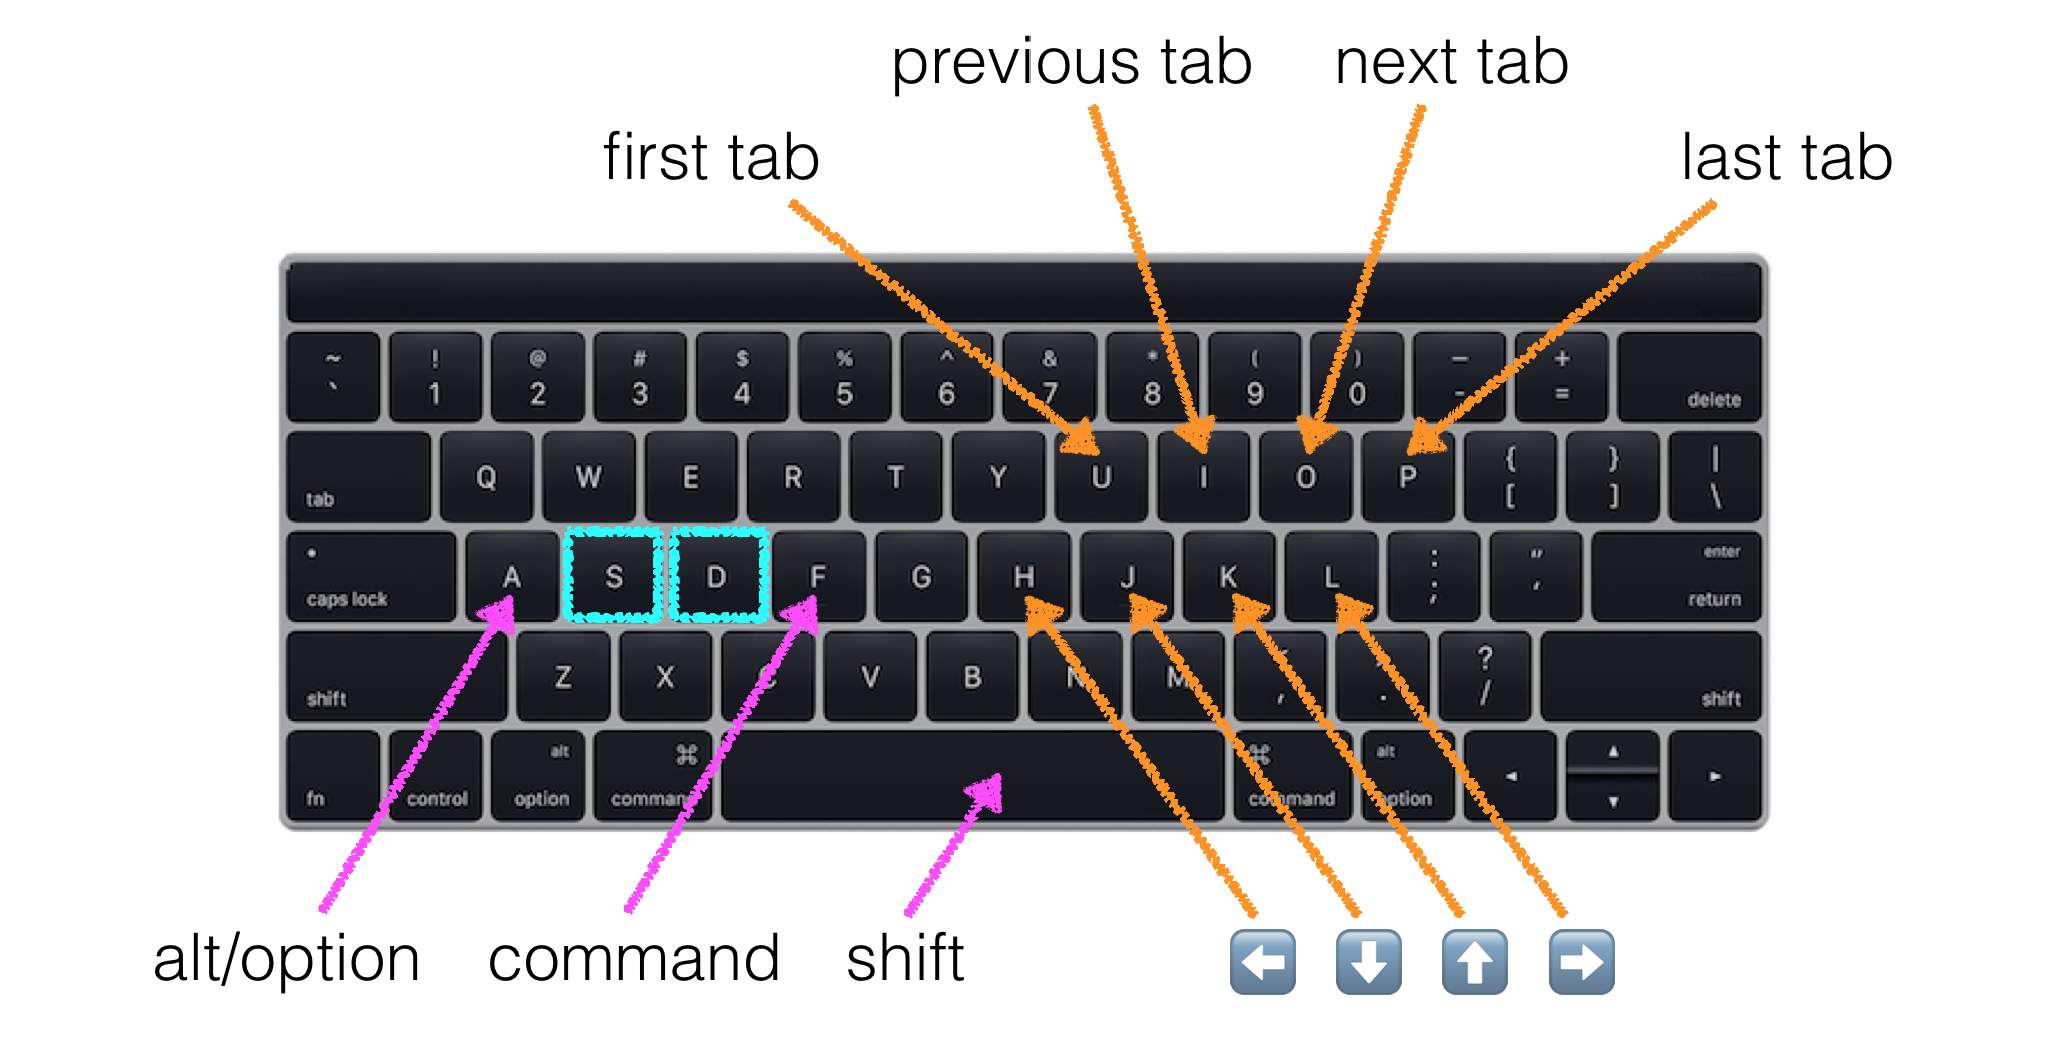 previous tab next tab
first tab last tab
~ ! @ # $ % ^ & * ( ) — +
` 1 2 3 4 5 6 7 8 9 0 - = delete
tab Q W E R T Y U I O P { [ } ] | \
caps lock A S D F G H J K L : ; " ' enter return
shift Z X C V B N M , . ? / shift
fn control alt option ⌘ command ⌘ command alt option ◄ ▲ ▼ ►
alt/option command shift ⬅ ⬇ ⬆ ➡